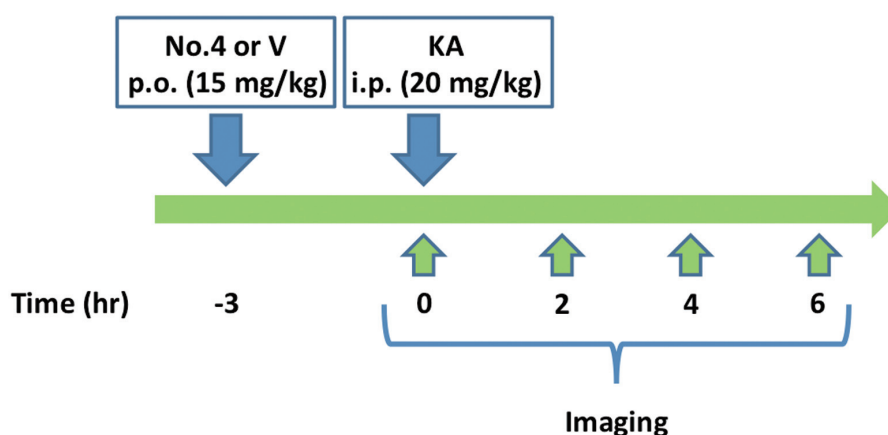 No.4 or V
p.o. (15 mg/kg)
KA
i.p. (20 mg/kg)
Time (hr) -3 0 2 4 6
Imaging